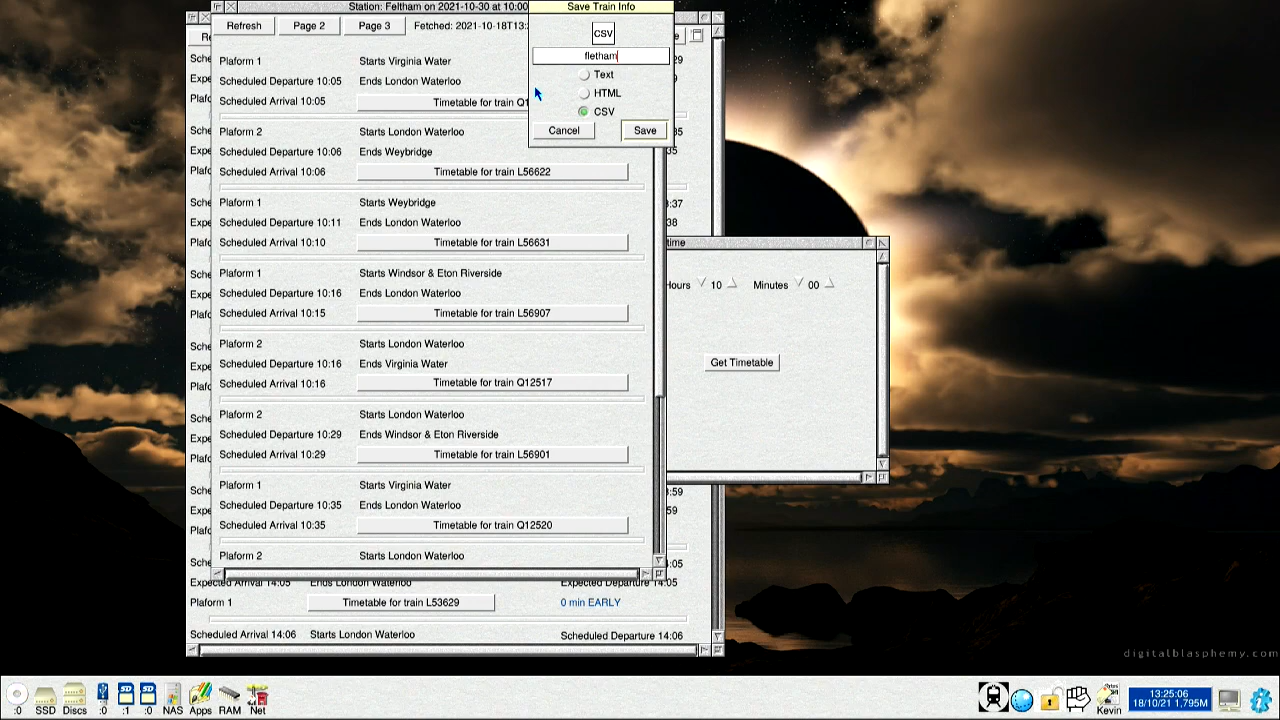 Station: Feltham on 2021-10-30 at 10:00
Save Train Info
Refresh
Page 2
Page 3
Fetched: 2021-10-18T13:2
CSV
fletham
Text
HTML
CSV
Cancel
Save
Plaform 1
Starts Virginia Water
Scheduled Departure 10:05
Ends London Waterloo
Scheduled Arrival 10:05
Timetable for train Q1
Plaform 2
Starts London Waterloo
Scheduled Departure 10:06
Ends Weybridge
Scheduled Arrival 10:06
Timetable for train L56622
Plaform 1
Starts Weybridge
Scheduled Departure 10:11
Ends London Waterloo
Scheduled Arrival 10:10
Timetable for train L56631
Plaform 1
Starts Windsor & Eton Riverside
Scheduled Departure 10:16
Ends London Waterloo
Scheduled Arrival 10:15
Timetable for train L56907
Plaform 2
Starts London Waterloo
Scheduled Departure 10:16
Ends Virginia Water
Scheduled Arrival 10:16
Timetable for train Q12517
Plaform 2
Starts London Waterloo
Scheduled Departure 10:29
Ends Windsor & Eton Riverside
Scheduled Arrival 10:29
Timetable for train L56901
Plaform 1
Starts Virginia Water
Scheduled Departure 10:35
Ends London Waterloo
Scheduled Arrival 10:35
Timetable for train Q12520
Plaform 2
Starts London Waterloo
time
Hours 10
Minutes 00
Get Timetable
Expected Arrival 14:05
Ends London Waterloo
Expected Departure 14:05
Plaform 1
Timetable for train L53629
0 min EARLY
Scheduled Arrival 14:06
Starts London Waterloo
Scheduled Departure 14:06
digitalblasphemy.com
:0
SSD
Discs
:0
:1
:0
NAS
Apps
RAM
Net
Kevin
13:25:06
18/10/21 1,795M